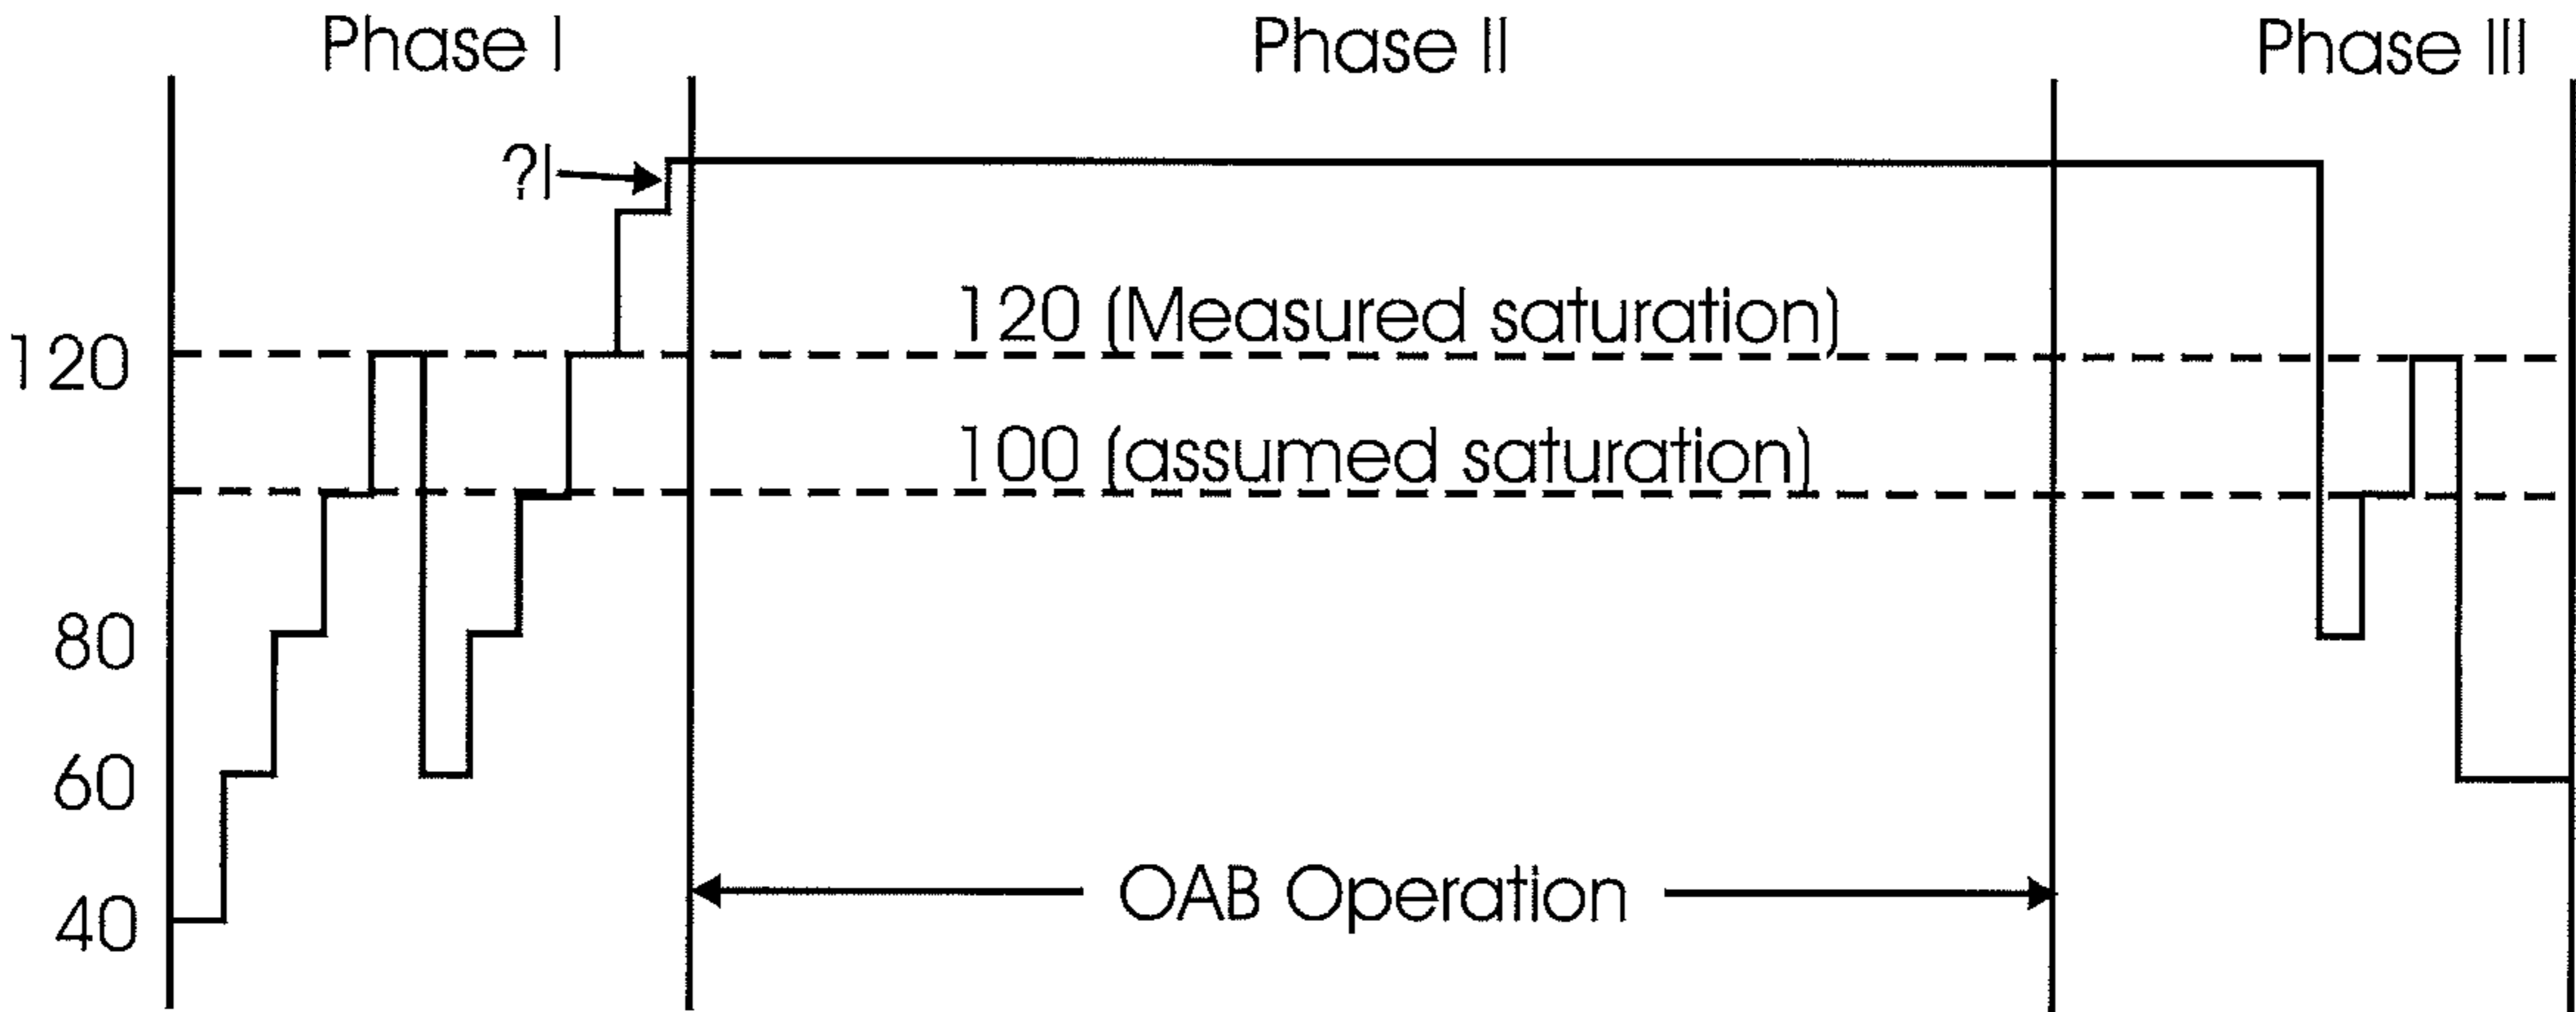 Phase I
Phase II
Phase III
?I
120 (Measured saturation)
120
100 (assumed saturation)
80
60
40
OAB Operation